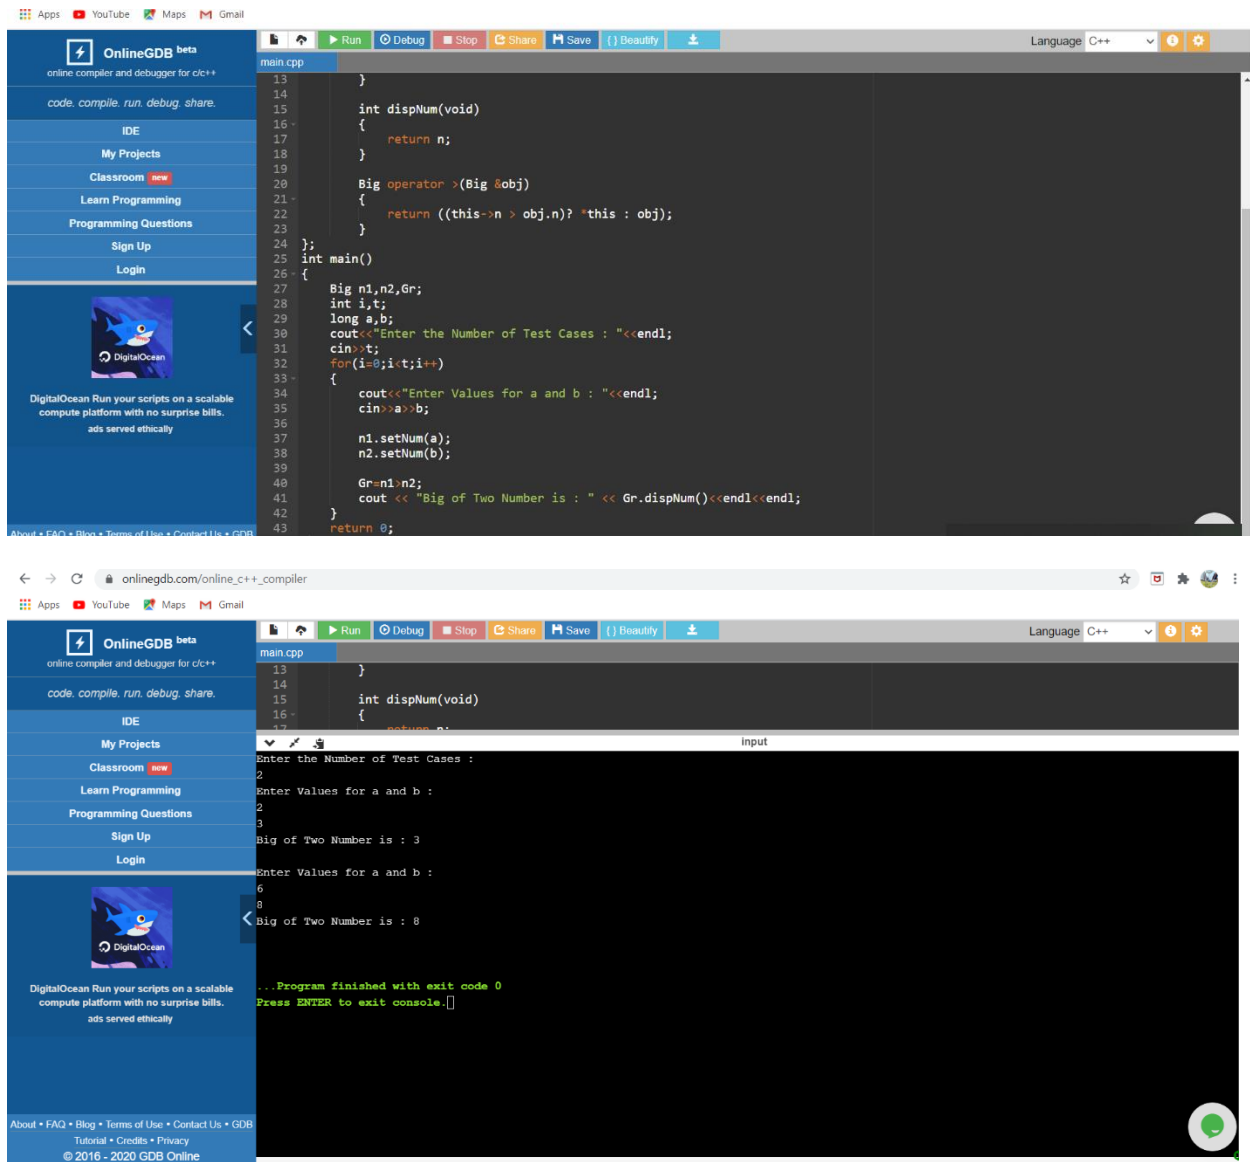 Apps YouTube Maps Gmail
OnlineGDB beta
online compiler and debugger for c/c++
code. compile. run. debug. share.
IDE
My Projects
Classroom new
Learn Programming
Programming Questions
Sign Up
Login
DigitalOcean
DigitalOcean Run your scripts on a scalable
compute platform with no surprise bills.
ads served ethically
About • FAQ • Blog • Terms of Use • Contact Us • GDB
Run Debug Stop Share Save {} Beautify
Language C++
main.cpp
13 }
14
15 int dispNum(void)
16 {
17 return n;
18 }
19
20 Big operator >(Big &obj)
21 {
22 return ((this->n > obj.n)? *this : obj);
23 }
24 };
25 int main()
26 {
27 Big n1,n2,Gr;
28 int i,t;
29 long a,b;
30 cout<<"Enter the Number of Test Cases : "<<endl;
31 cin>>t;
32 for(i=0;i<t;i++)
33 {
34 cout<<"Enter Values for a and b : "<<endl;
35 cin>>a>>b;
36
37 n1.setNum(a);
38 n2.setNum(b);
39
40 Gr=n1>n2;
41 cout << "Big of Two Number is : " << Gr.dispNum()<<endl<<endl;
42 }
43 return 0;
onlinegdb.com/online_c++_compiler
Apps YouTube Maps Gmail
OnlineGDB beta
online compiler and debugger for c/c++
code. compile. run. debug. share.
IDE
My Projects
Classroom new
Learn Programming
Programming Questions
Sign Up
Login
DigitalOcean
DigitalOcean Run your scripts on a scalable
compute platform with no surprise bills.
ads served ethically
About • FAQ • Blog • Terms of Use • Contact Us • GDB
Tutorial • Credits • Privacy
© 2016 - 2020 GDB Online
Run Debug Stop Share Save {} Beautify
Language C++
main.cpp
13 }
14
15 int dispNum(void)
16 {
17 return n;
input
Enter the Number of Test Cases :
2
Enter Values for a and b :
2
3
Big of Two Number is : 3
Enter Values for a and b :
6
8
Big of Two Number is : 8
...Program finished with exit code 0
Press ENTER to exit console.